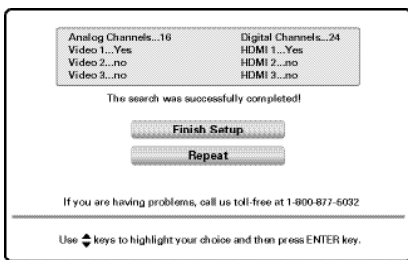 Analog Channels...16 Digital Channels...24
Video 1...Yes HDMI 1...Yes
Video 2...no HDMI 2...no
Video 3...no HDMI 3...no
The search was successfully completed!
Finish Setup
Repeat
If you are having problems, call us toll-free at 1-800-877-6032
Use keys to highlight your choice and then press ENTER key.